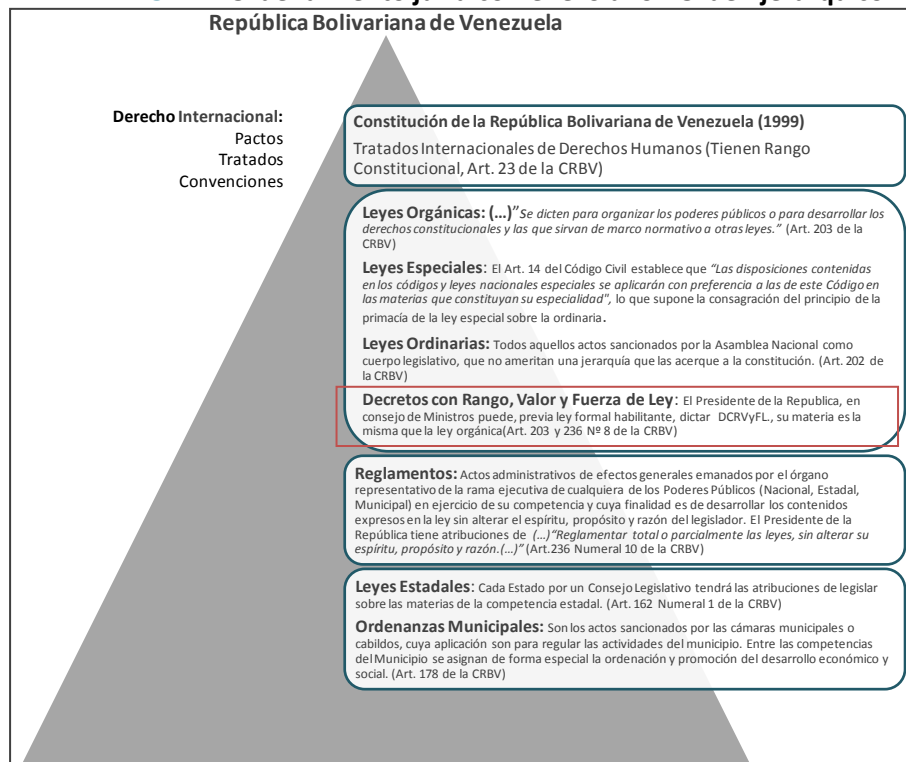 República Bolivariana de Venezuela
Derecho Internacional:
Pactos
Tratados
Convenciones
Constitución de la República Bolivariana de Venezuela (1999)
Tratados Internacionales de Derechos Humanos (Tienen Rango
Constitucional, Art. 23 de la CRBV)
Leyes Orgánicas: (…)”Se dicten para organizar los poderes públicos o para desarrollar los
derechos constitucionales y las que sirvan de marco normativo a otras leyes.” (Art. 203 de la
CRBV)
Leyes Especiales: El Art. 14 del Código Civil establece que “Las disposiciones contenidas
en los códigos y leyes nacionales especiales se aplicarán con preferencia a las de este Código en
las materias que constituyan su especialidad", lo que supone la consagración del principio de la
primacía de la ley especial sobre la ordinaria.
Leyes Ordinarias: Todos aquellos actos sancionados por la Asamblea Nacional como
cuerpo legislativo, que no ameritan una jerarquía que las acerque a la constitución. (Art. 202 de
la CRBV)
Decretos con Rango, Valor y Fuerza de Ley: El Presidente de la Republica, en
consejo de Ministros puede, previa ley formal habilitante, dictar DCRVyFL., su materia es la
misma que la ley orgánica(Art. 203 y 236 Nº 8 de la CRBV)
Reglamentos: Actos administrativos de efectos generales emanados por el órgano
representativo de la rama ejecutiva de cualquiera de los Poderes Públicos (Nacional, Estadal,
Municipal) en ejercicio de su competencia y cuya finalidad es de desarrollar los contenidos
expresos en la ley sin alterar el espíritu, propósito y razón del legislador. El Presidente de la
República tiene atribuciones de (…)“Reglamentar total o parcialmente las leyes, sin alterar su
espíritu, propósito y razón.(…)” (Art.236 Numeral 10 de la CRBV)
Leyes Estadales: Cada Estado por un Consejo Legislativo tendrá las atribuciones de legislar
sobre las materias de la competencia estadal. (Art. 162 Numeral 1 de la CRBV)
Ordenanzas Municipales: Son los actos sancionados por las cámaras municipales o
cabildos, cuya aplicación son para regular las actividades del municipio. Entre las competencias
del Municipio se asignan de forma especial la ordenación y promoción del desarrollo económico y
social. (Art. 178 de la CRBV)